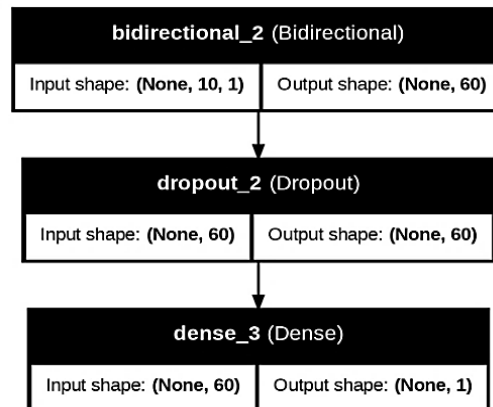 bidirectional_2 (Bidirectional)
Input shape: (None, 10, 1) Output shape: (None, 60)
dropout_2 (Dropout)
Input shape: (None, 60) Output shape: (None, 60)
dense_3 (Dense)
Input shape: (None, 60) Output shape: (None, 1)